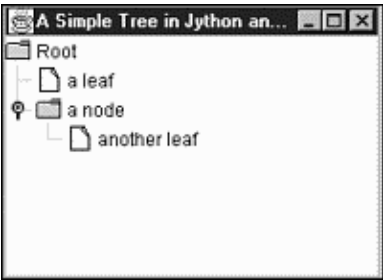 A Simple Tree in Jython an...
Root
a leaf
a node
another leaf